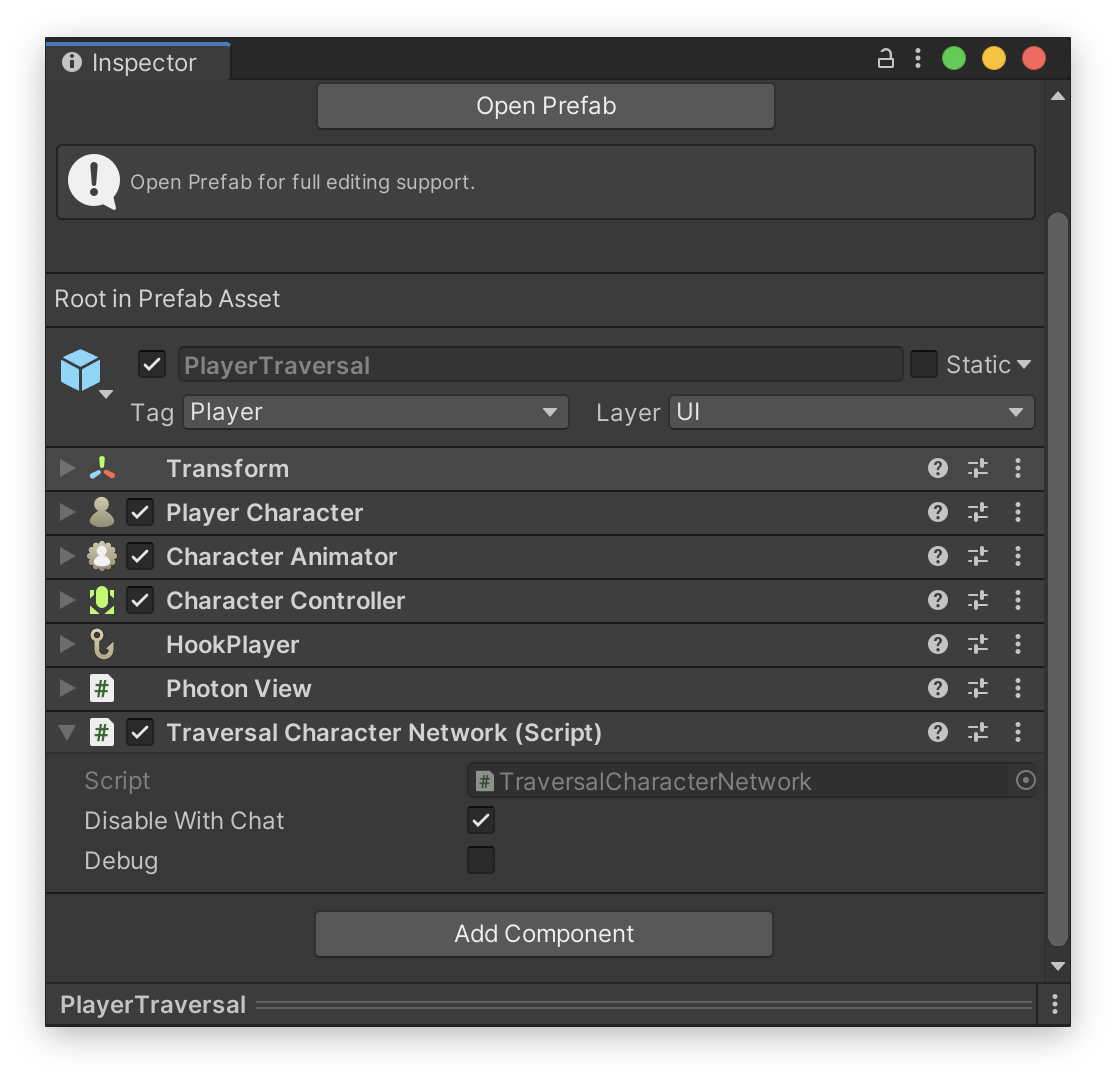 Inspector
Open Prefab
Open Prefab for full editing support.
Root in Prefab Asset
PlayerTraversal Static
Tag Player Layer UI
Transform
Player Character
Character Animator
Character Controller
HookPlayer
# Photon View
# Traversal Character Network (Script)
Script # TraversalCharacterNetwork
Disable With Chat
Debug
Add Component
PlayerTraversal